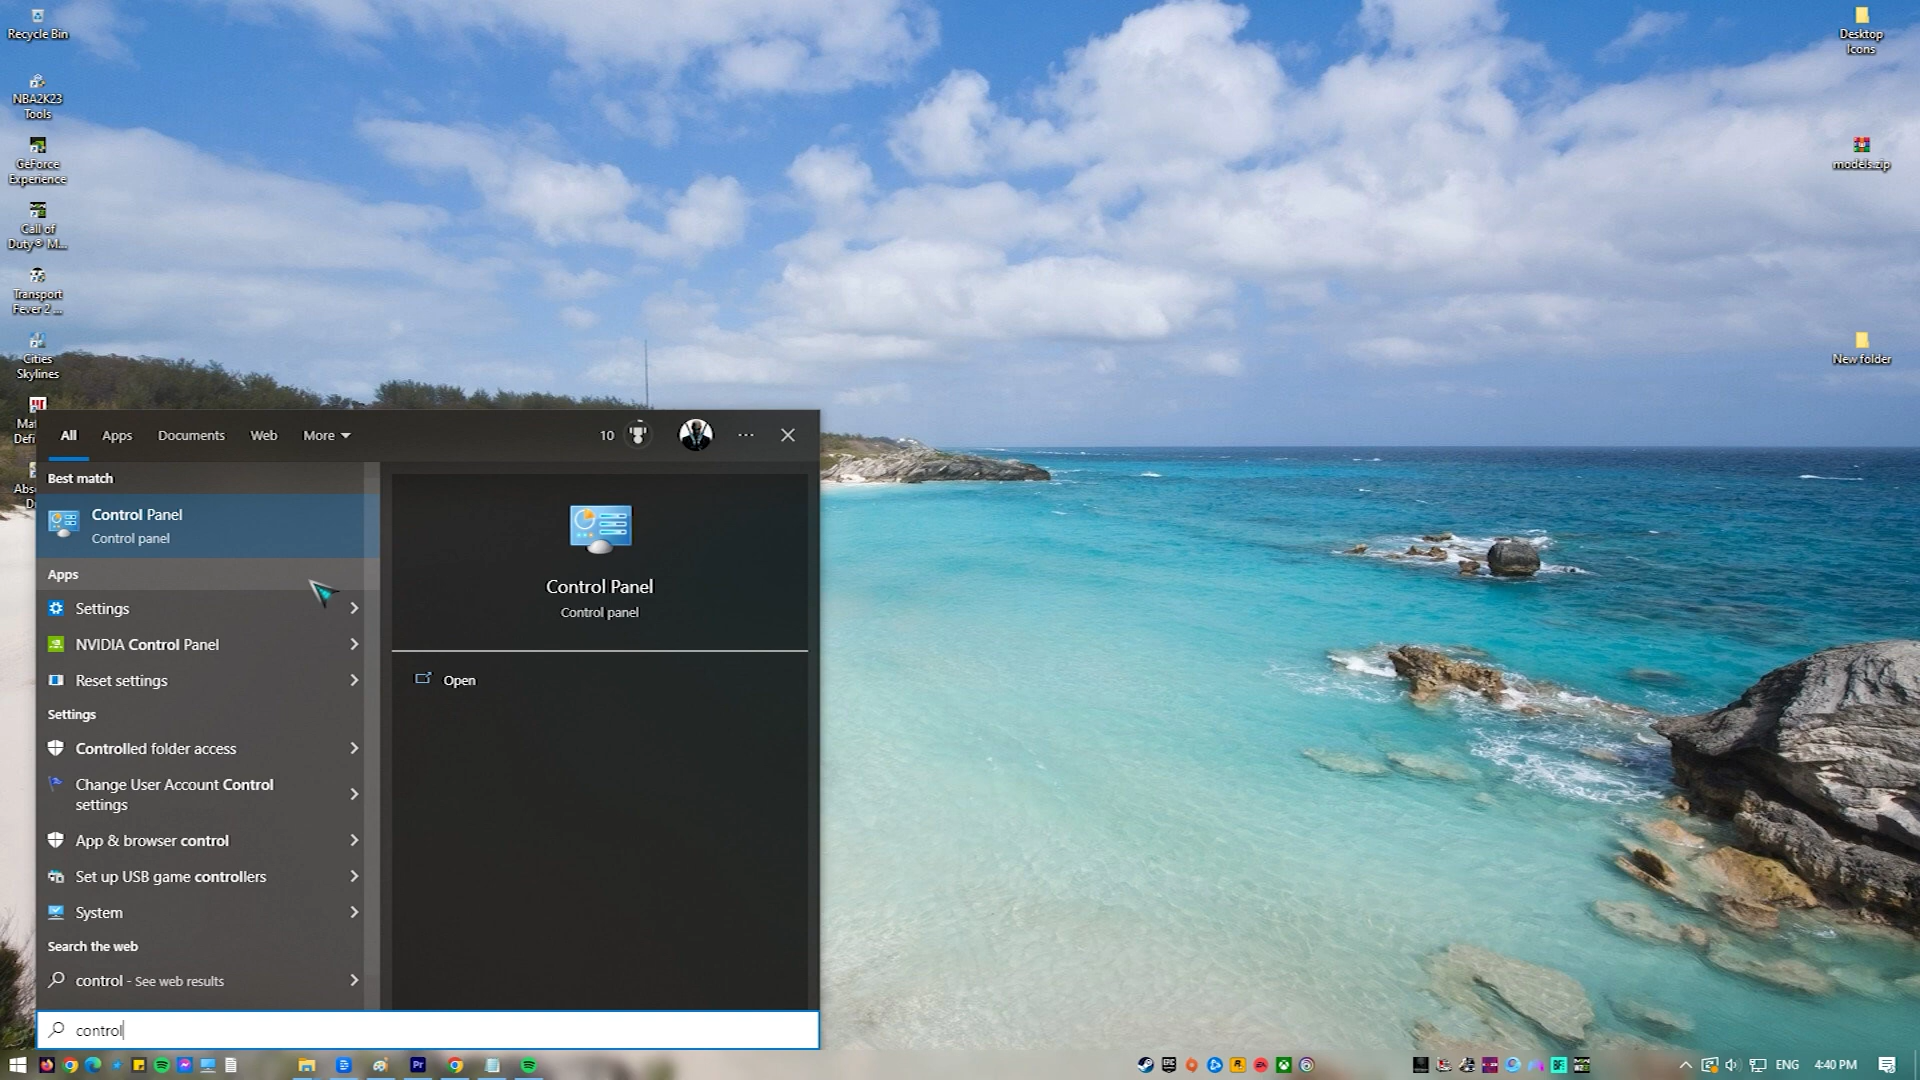 Recycle Bin
NBA2K23
Tools
GeForce
Experience
Call of
Duty® M...
Transport
Fever 2 ...
Cities
Skylines
Desktop
Icons
models.zip
New folder
All
Apps
Documents
Web
More
10
Best match
Control Panel
Control panel
Apps
Settings
NVIDIA Control Panel
Reset settings
Settings
Controlled folder access
Change User Account Control
settings
App & browser control
Set up USB game controllers
System
Search the web
control - See web results
control
Control Panel
Control panel
Open
Pr
EPIC
EA
ENG
4:40 PM